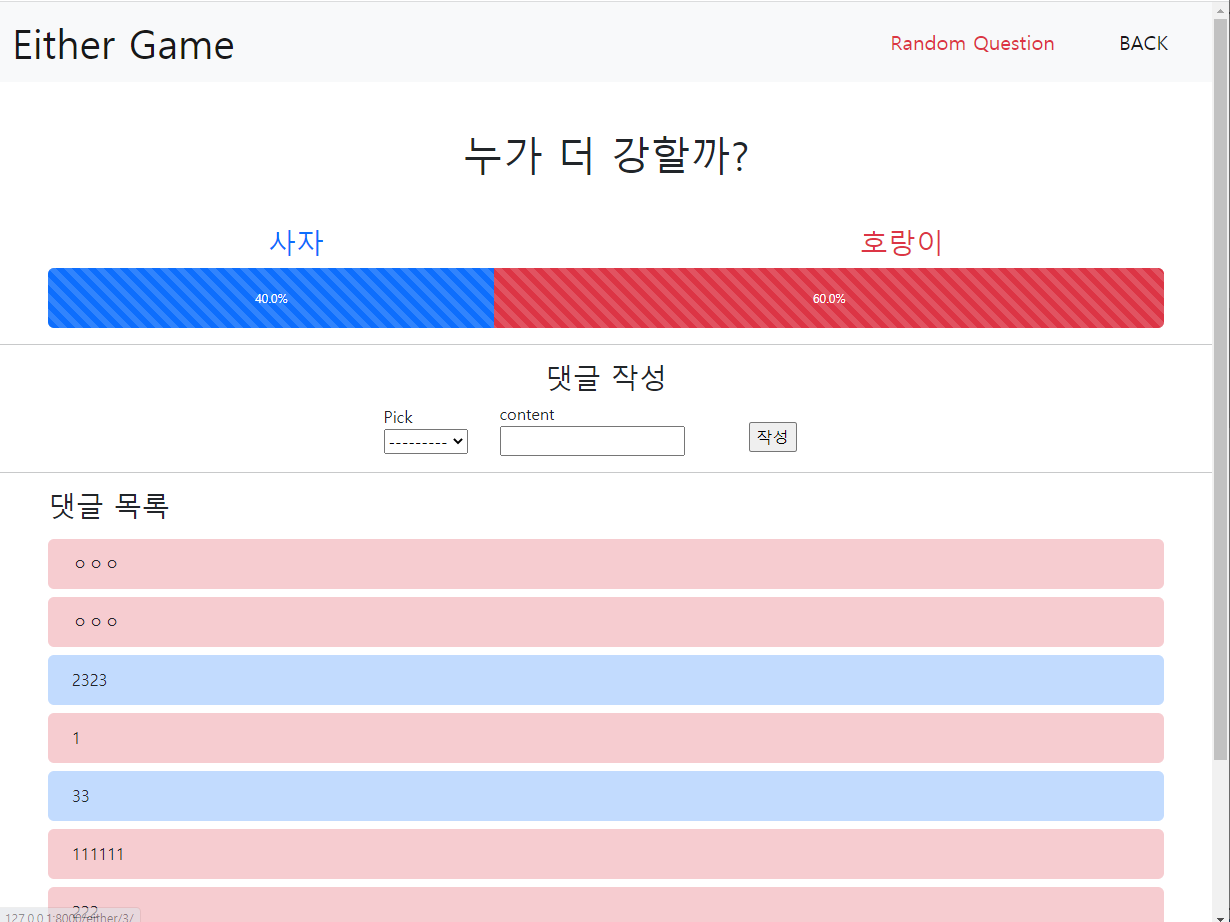 Either Game
Random Question BACK
누가 더 강할까?
사자 호랑이
40.0% 60.0%
댓글 작성
Pick content
--------- 작성
댓글 목록
ㅇㅇㅇ
ㅇㅇㅇ
2323
1
33
111111
222
127.0.0.1:8000/either/3/